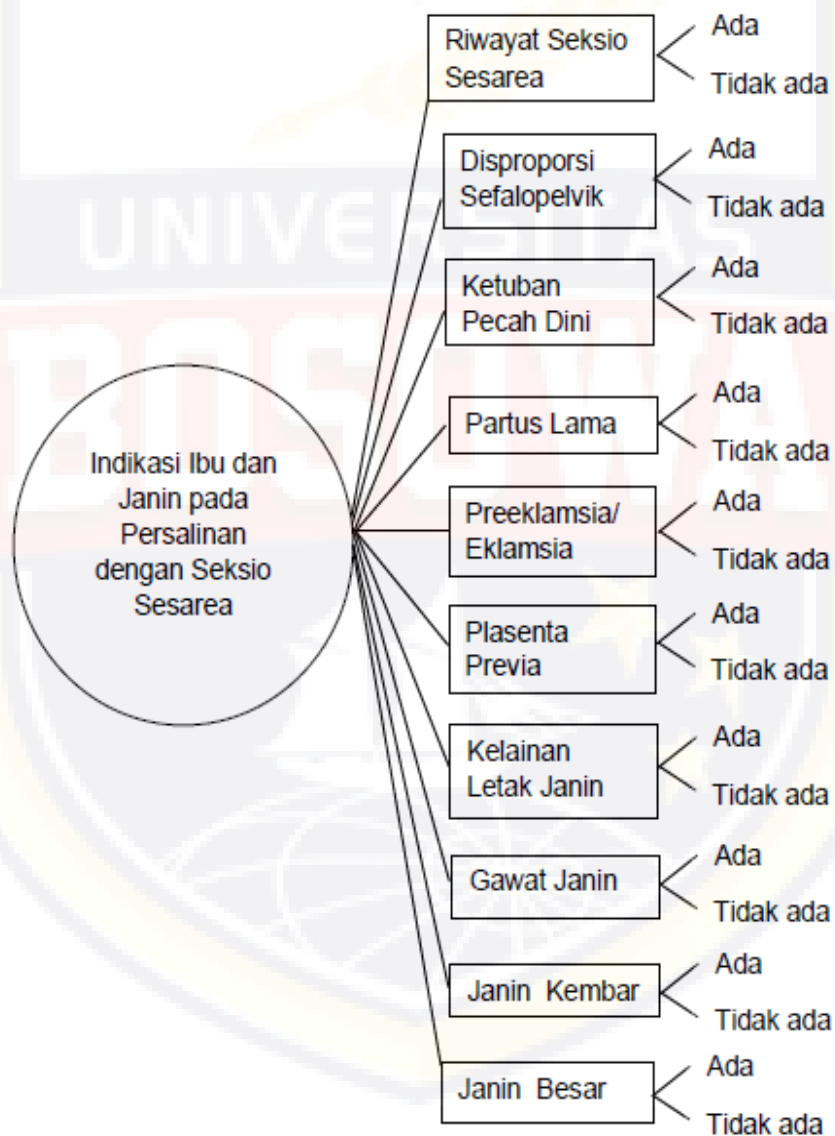 Riwayat Seksio
Sesarea
Ada
Tidak ada
Disproporsi
Sefalopelvik
Ada
Tidak ada
UNIVERSITAS
Ketuban
Pecah Dini
Ada
Tidak ada
BOSOWA
Partus Lama
Ada
Tidak ada
Indikasi Ibu dan
Janin pada
Persalinan
dengan Seksio
Sesarea
Preeklamsia/
Eklamsia
Ada
Tidak ada
Plasenta
Previa
Ada
Tidak ada
Kelainan
Letak Janin
Ada
Tidak ada
Gawat Janin
Ada
Tidak ada
Janin Kembar
Ada
Tidak ada
Janin Besar
Ada
Tidak ada